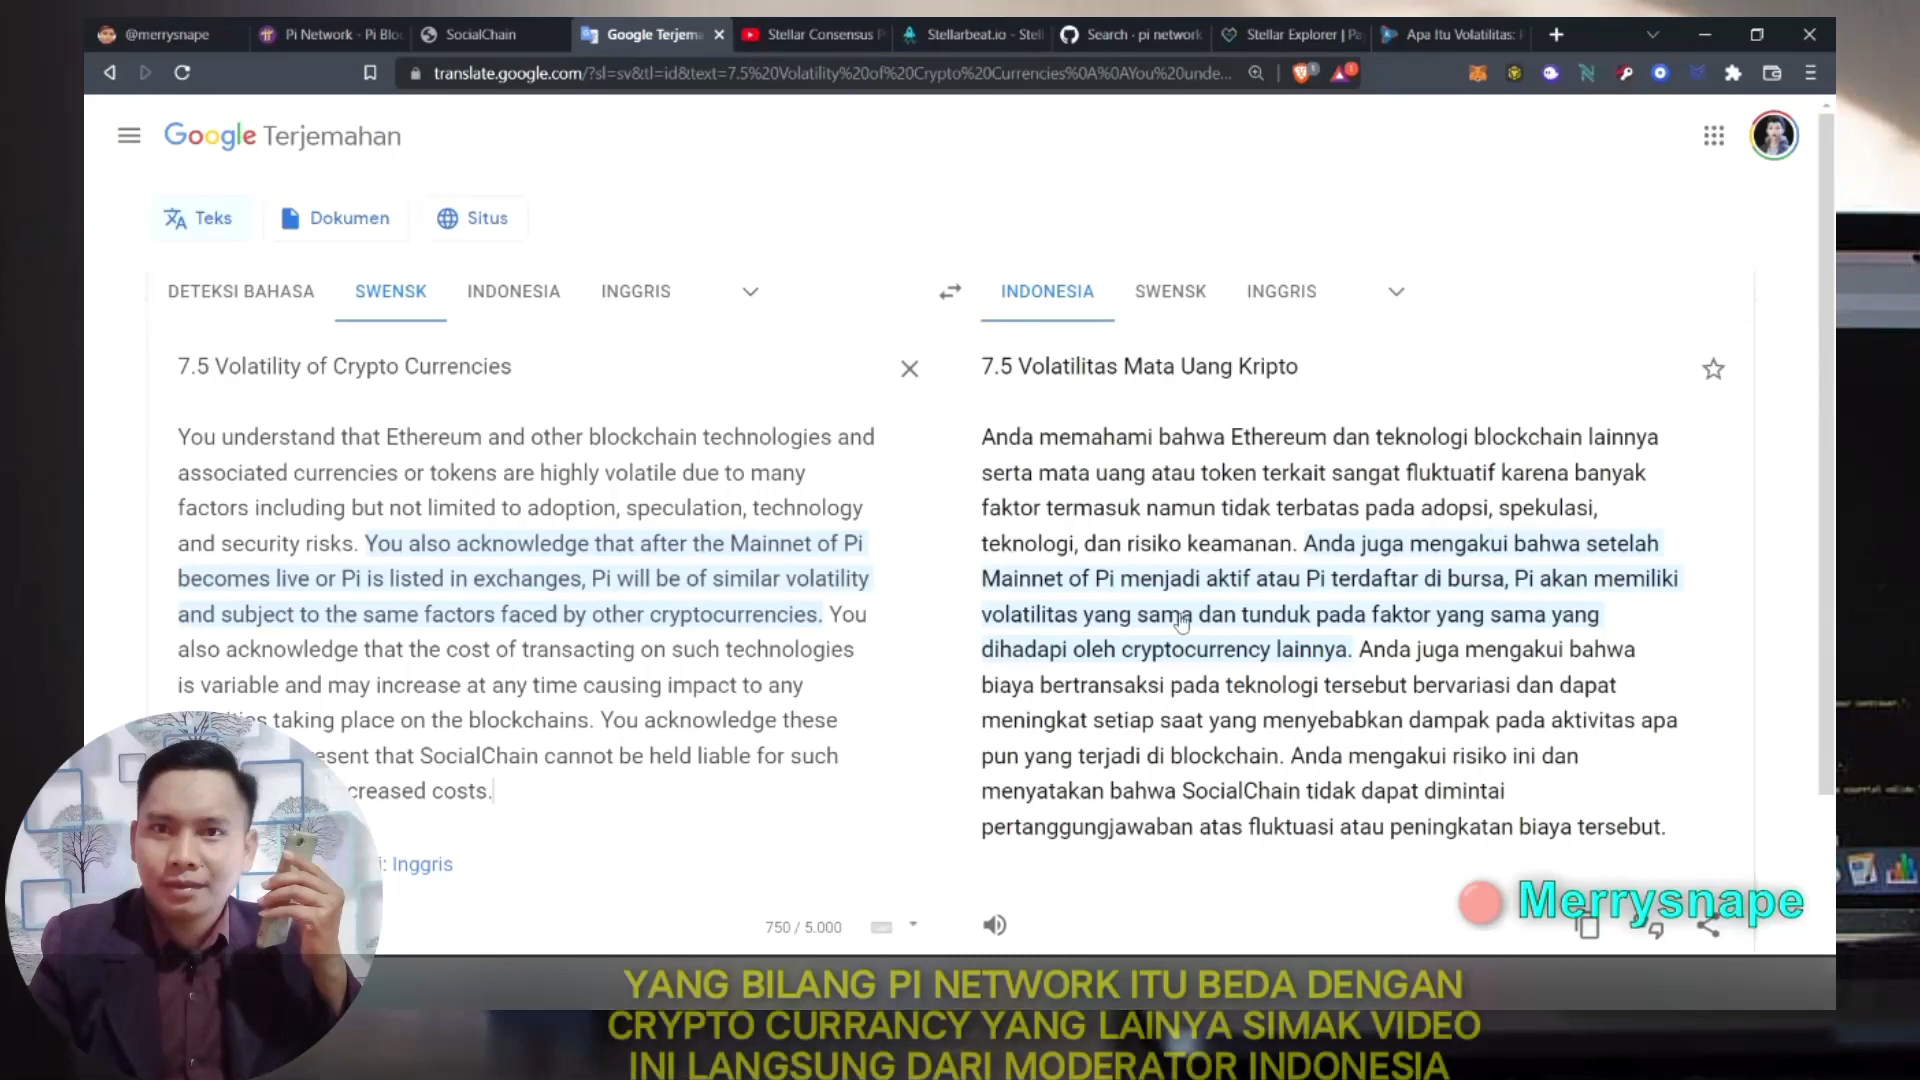 @merrysnape
Pi Network - Pi Bloc
SocialChain
Google Terjema
Stellar Consensus P
Stellarbeat.io - Stell
Search · pi network
Stellar Explorer | Pa
Apa Itu Volatilitas:
translate.google.com/?sl=sv&tl=id&text=7.5%20Volatility%20of%20Crypto%20Currencies%0A%0AYou%20unde...
Google Terjemahan
Teks
Dokumen
Situs
DETEKSI BAHASA
SWENSK
INDONESIA
INGGRIS
INDONESIA
SWENSK
INGGRIS
7.5 Volatility of Crypto Currencies
You understand that Ethereum and other blockchain technologies and
associated currencies or tokens are highly volatile due to many
factors including but not limited to adoption, speculation, technology
and security risks. You also acknowledge that after the Mainnet of Pi
becomes live or Pi is listed in exchanges, Pi will be of similar volatility
and subject to the same factors faced by other cryptocurrencies. You
also acknowledge that the cost of transacting on such technologies
is variable and may increase at any time causing impact to any
taking place on the blockchains. You acknowledge these
esent that SocialChain cannot be held liable for such
creased costs.
: Inggris
750 / 5.000
7.5 Volatilitas Mata Uang Kripto
Anda memahami bahwa Ethereum dan teknologi blockchain lainnya
serta mata uang atau token terkait sangat fluktuatif karena banyak
faktor termasuk namun tidak terbatas pada adopsi, spekulasi,
teknologi, dan risiko keamanan. Anda juga mengakui bahwa setelah
Mainnet of Pi menjadi aktif atau Pi terdaftar di bursa, Pi akan memiliki
volatilitas yang sama dan tunduk pada faktor yang sama yang
dihadapi oleh cryptocurrency lainnya. Anda juga mengakui bahwa
biaya bertransaksi pada teknologi tersebut bervariasi dan dapat
meningkat setiap saat yang menyebabkan dampak pada aktivitas apa
pun yang terjadi di blockchain. Anda mengakui risiko ini dan
menyatakan bahwa SocialChain tidak dapat dimintai
pertanggungjawaban atas fluktuasi atau peningkatan biaya tersebut.
Merrysnape
YANG BILANG PI NETWORK ITU BEDA DENGAN
CRYPTO CURRANCY YANG LAINYA SIMAK VIDEO
INI LANGSUNG DARI MODERATOR INDONESIA